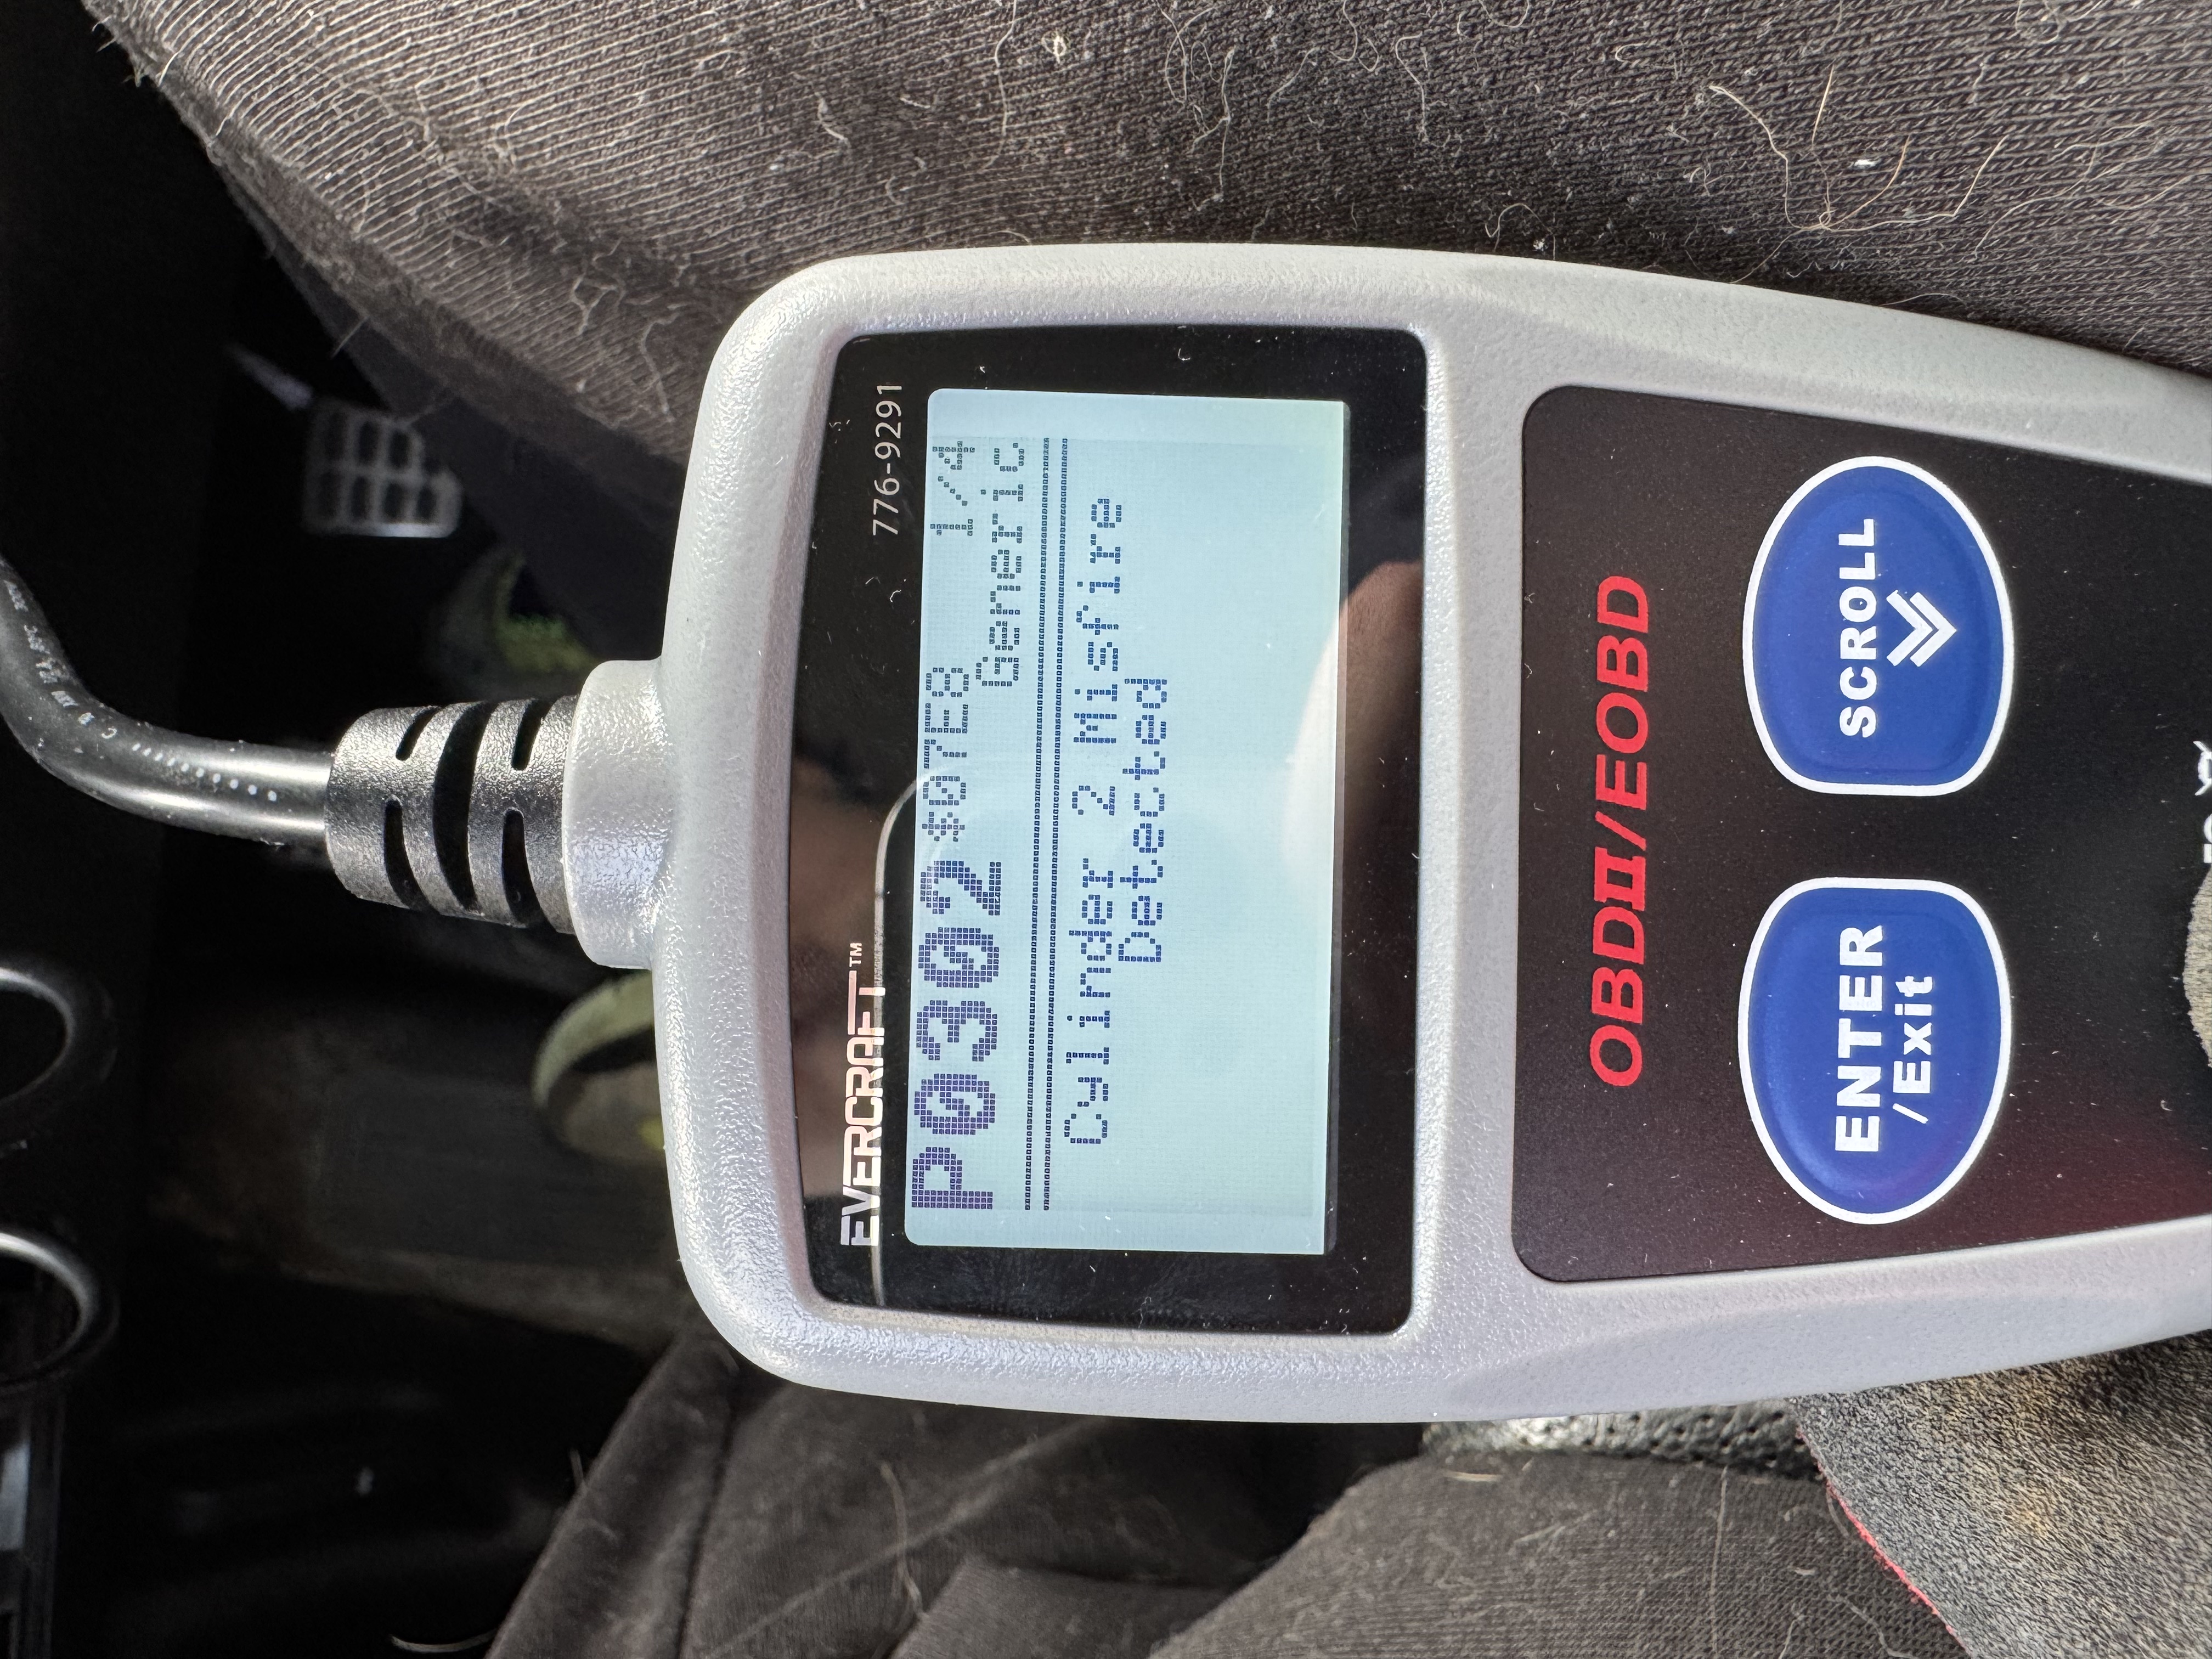 EVERCRAFT™
776-9291
P0302 $07E8 1/4
Generic
Cylinder 2 Misfire
Detected
OBDII/EOBD
ENTER
/Exit
SCROLL